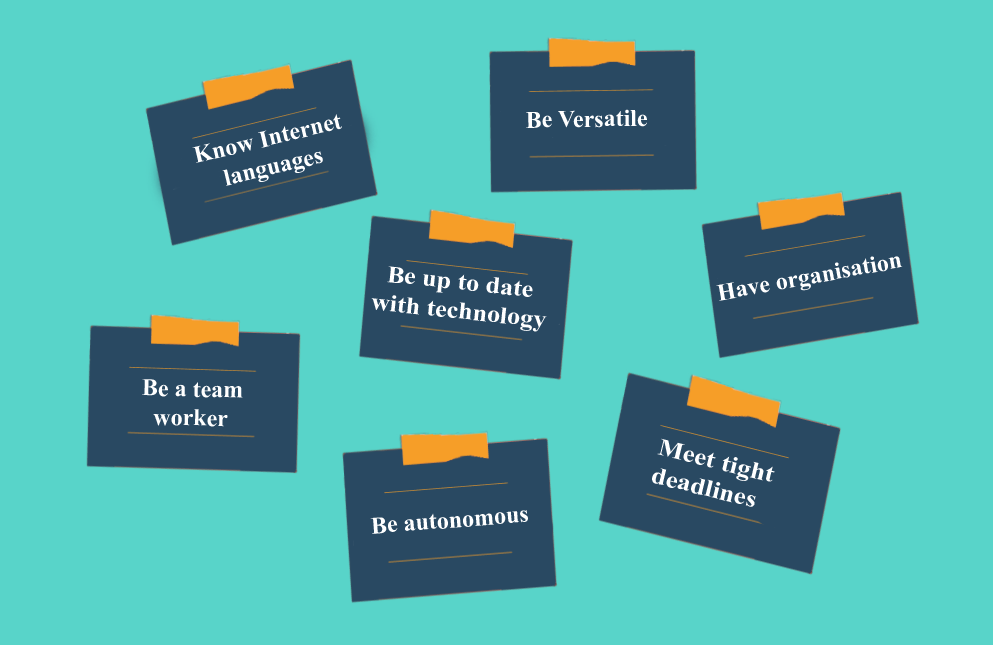 Know Internet
languages
Be Versatile
Be up to date
with technology
Have organisation
Be a team
worker
Be autonomous
Meet tight
deadlines